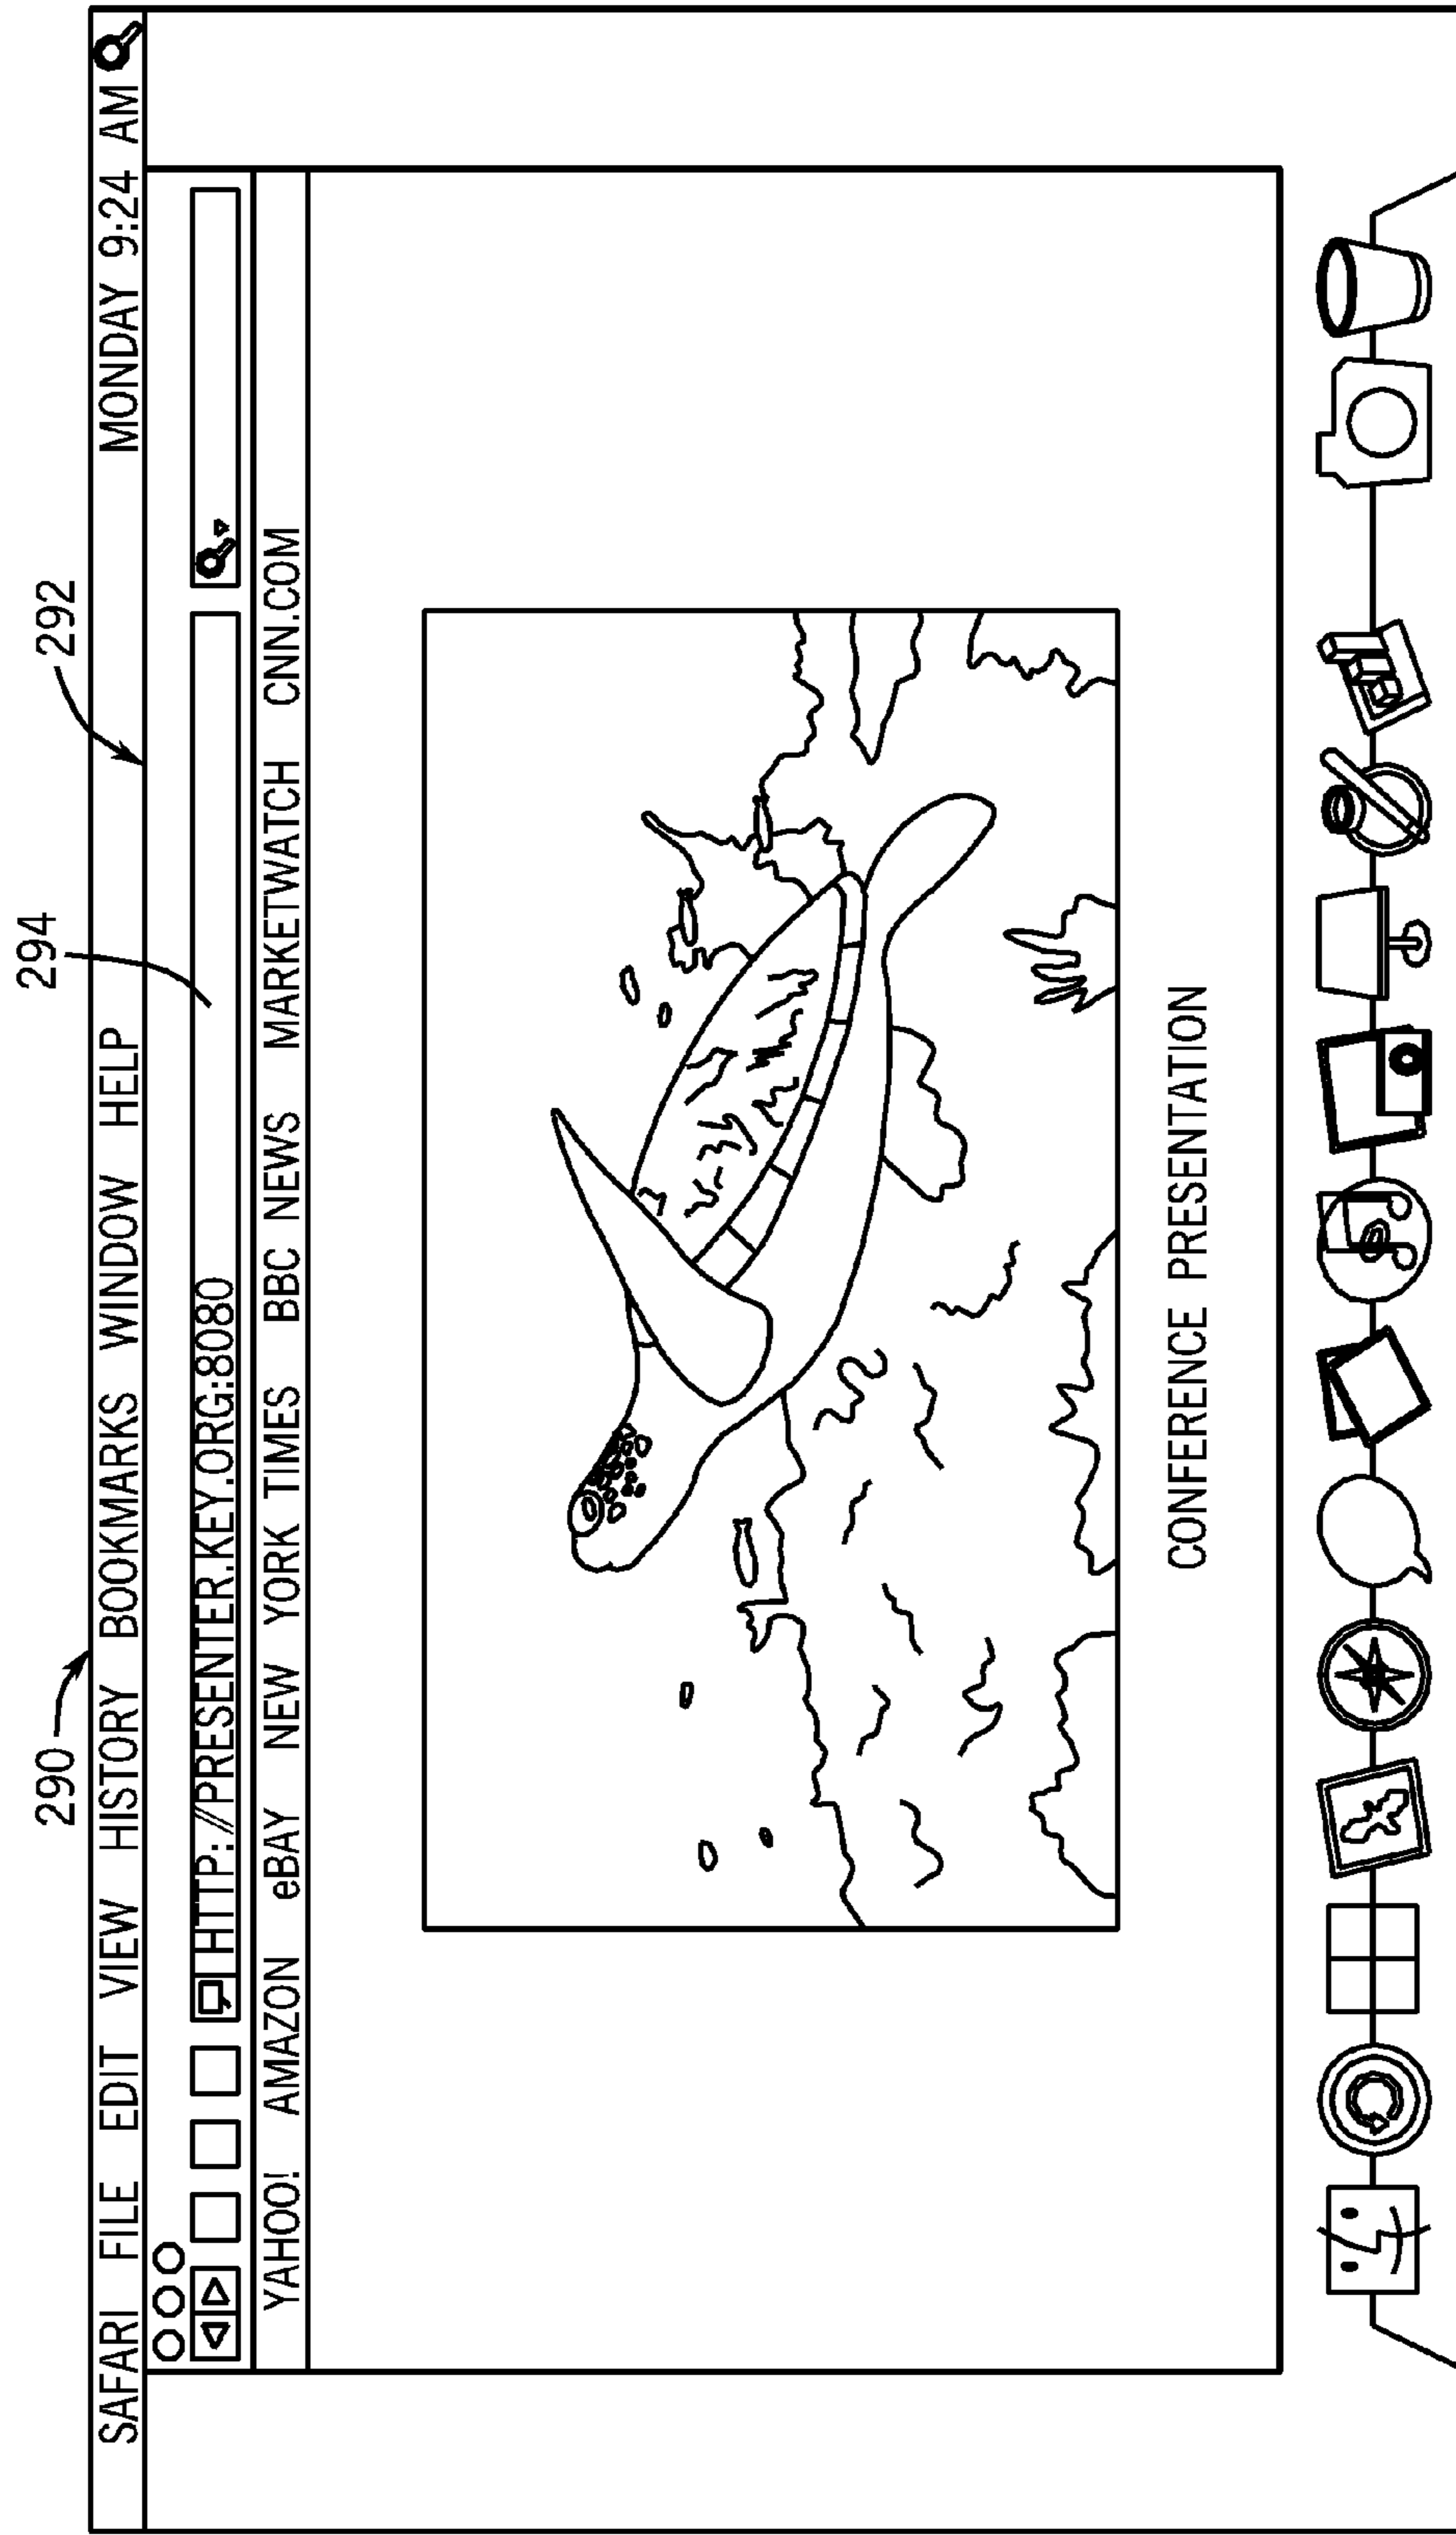 294
290 292
SAFARI FILE EDIT VIEW HISTORY BOOKMARKS WINDOW HELP MONDAY 9:24 AM
HTTP://PRESENTER.KEY.ORG:8080
YAHOO! AMAZON eBAY NEW YORK TIMES BBC NEWS MARKETWATCH CNN.COM
CONFERENCE PRESENTATION